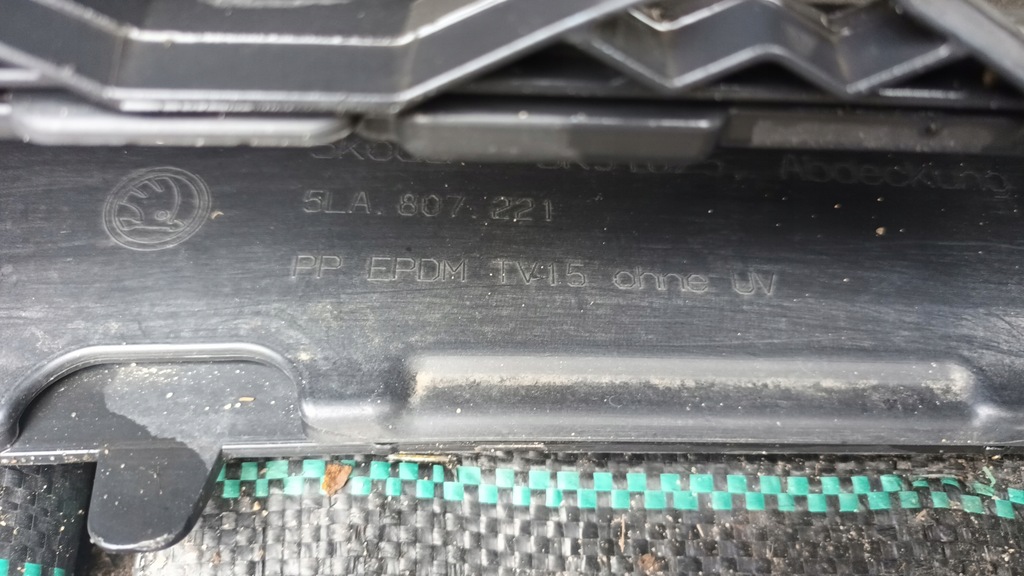 Abdeckung
5LA. 807. 221
PP EPDM TV15 ohne UV